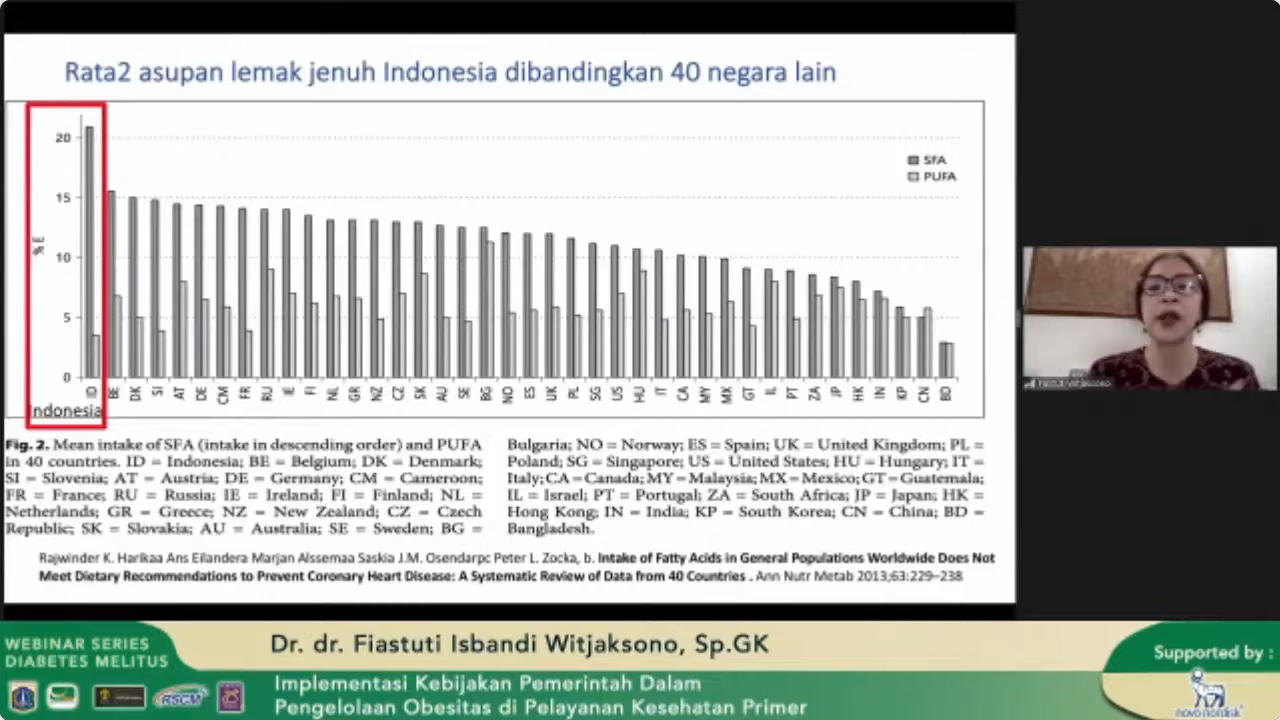 Rata2 asupan lemak jenuh Indonesia dibandingkan 40 negara lain
20
15
10
5
0
% E
SFA
PUFA
ID BE DK SI AT DE CM FR RU IE FI NL GR NZ CZ SK AU SE BG NO ES UK PL SG US HU IT CA MY MX GT IL PT ZA JP HK IN KP CN BD
Indonesia
Fig. 2. Mean intake of SFA (intake in descending order) and PUFA
in 40 countries. ID = Indonesia; BE = Belgium; DK = Denmark;
SI = Slovenia; AT = Austria; DE = Germany; CM = Cameroon;
FR = France; RU = Russia; IE = Ireland; FI = Finland; NL =
Netherlands; GR = Greece; NZ = New Zealand; CZ = Czech
Republic; SK = Slovakia; AU = Australia; SE = Sweden; BG =
Bulgaria; NO = Norway; ES = Spain; UK = United Kingdom; PL =
Poland; SG = Singapore; US = United States; HU = Hungary; IT =
Italy; CA = Canada; MY = Malaysia; MX = Mexico; GT = Guatemala;
IL = Israel; PT = Portugal; ZA = South Africa; JP = Japan; HK =
Hong Kong; IN = India; KP = South Korea; CN = China; BD =
Bangladesh.
Rajwinder K. Harikaa Ans Eilandera Marjan Alssemaa Saskia J.M. Osendarpc Peter L. Zocka, b. Intake of Fatty Acids in General Populations Worldwide Does Not
Meet Dietary Recommendations to Prevent Coronary Heart Disease: A Systematic Review of Data from 40 Countries . Ann Nutr Metab 2013;63:229–238
WEBINAR SERIES
DIABETES MELITUS
RSCM
Dr. dr. Fiastuti Isbandi Witjaksono, Sp.GK
Implementasi Kebijakan Pemerintah Dalam
Pengelolaan Obesitas di Pelayanan Kesehatan Primer
Supported by :
novo nordisk